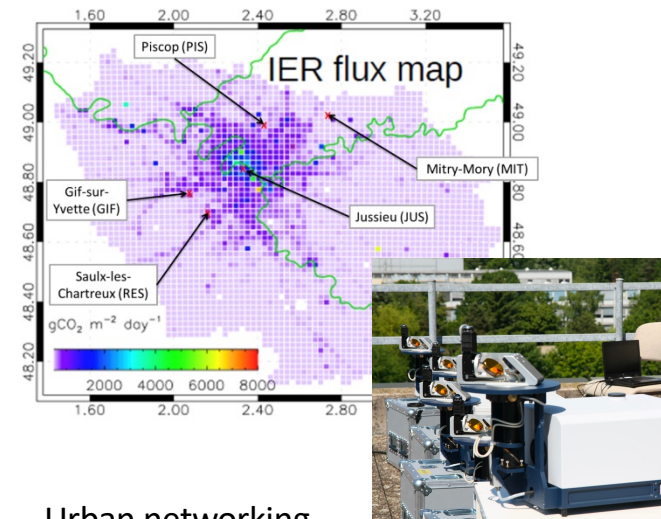 1.60 2.00 2.40 2.80 3.20
Piscop (PIS)
IER flux map
49.20
49.20
49.00
49.00
Mitry-Mory (MIT)
48.80
80
Gif-sur-
Yvette (GIF)
Jussieu (JUS)
48.60
48.60
Saulx-les-
Chartreux (RES)
48.40
gCO₂ m⁻² day⁻¹
2000 4000 6000 8000
48.20
1.60 2.00 2.40 2.80
Urban networking